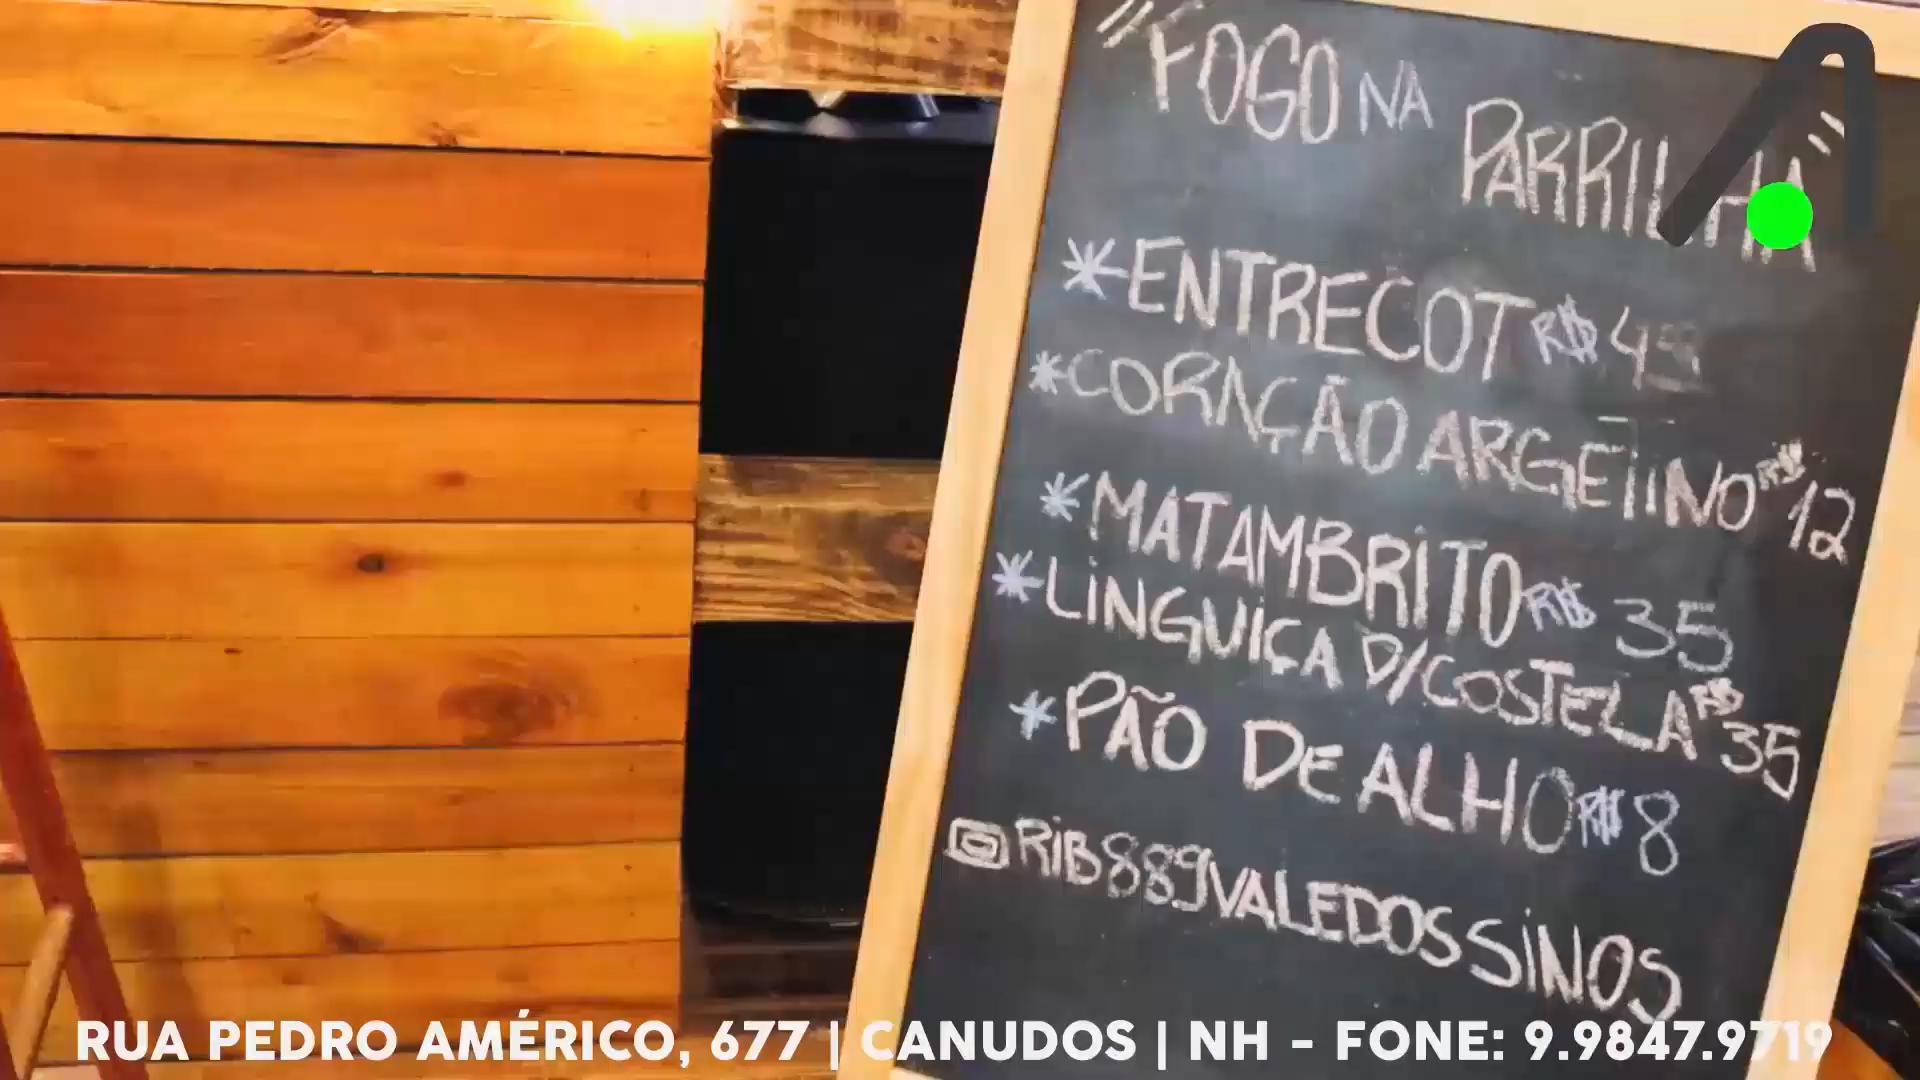 "FOGO NA PARRILHA"
*ENTRECOT R$
*CORAÇÃO ARGETINO R$ 12
*MATAMBRITO R$ 35
*LINGUIÇA D/COSTELA R$ 35
*PÃO DE ALHO R$ 8
RIB889VALEDOSSINOS
RUA PEDRO AMÉRICO, 677 | CANUDOS | NH - FONE: 9.9847.9719